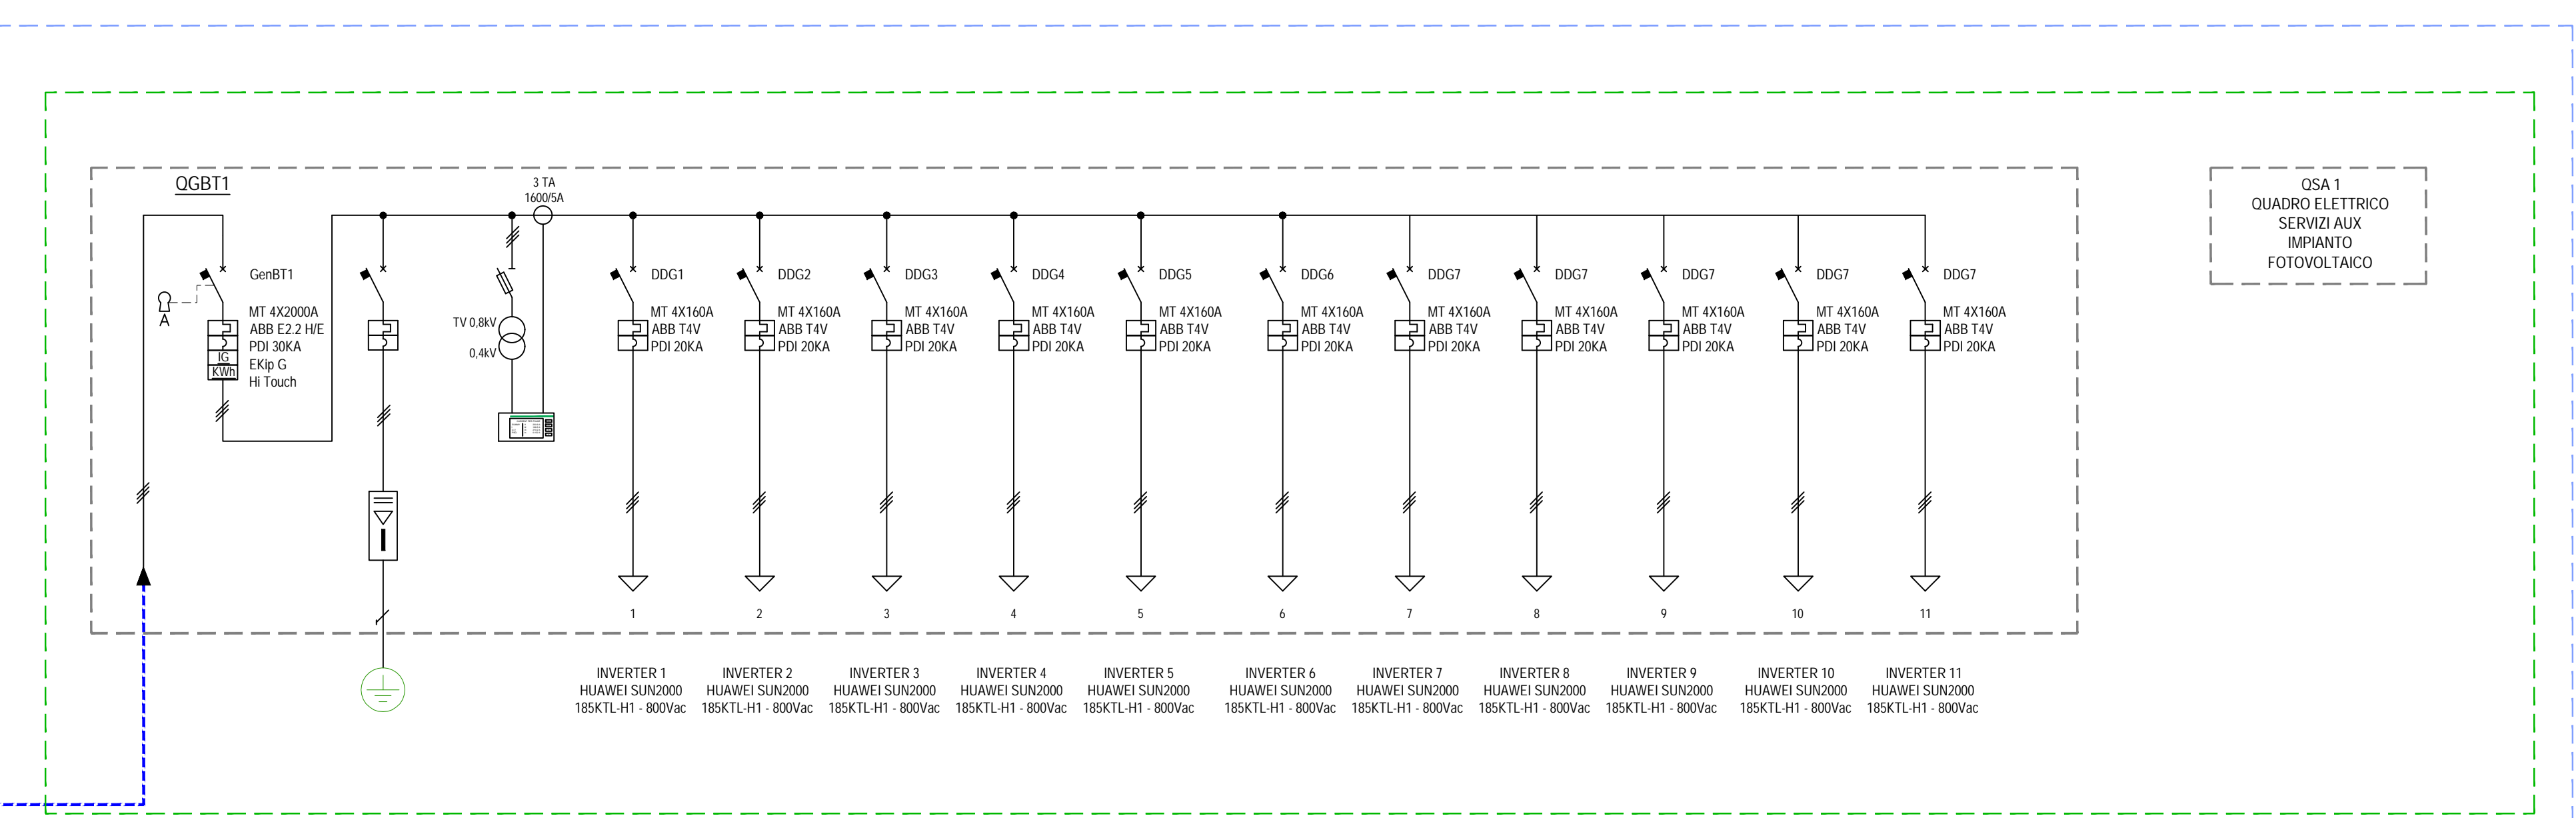 QGBT1
3 TA
1600/5A
QSA 1
QUADRO ELETTRICO
SERVIZI AUX
IMPIANTO
FOTOVOLTAICO
GenBT1
MT 4X2000A
ABB E2.2 H/E
PDI 30KA
EKip G
Hi Touch
A
IG
KWh
TV 0,8kV
0,4kV
DDG1
MT 4X160A
ABB T4V
PDI 20KA
DDG2
MT 4X160A
ABB T4V
PDI 20KA
DDG3
MT 4X160A
ABB T4V
PDI 20KA
DDG4
MT 4X160A
ABB T4V
PDI 20KA
DDG5
MT 4X160A
ABB T4V
PDI 20KA
DDG6
MT 4X160A
ABB T4V
PDI 20KA
DDG7
MT 4X160A
ABB T4V
PDI 20KA
DDG7
MT 4X160A
ABB T4V
PDI 20KA
DDG7
MT 4X160A
ABB T4V
PDI 20KA
DDG7
MT 4X160A
ABB T4V
PDI 20KA
DDG7
MT 4X160A
ABB T4V
PDI 20KA
1
2
3
4
5
6
7
8
9
10
11
INVERTER 1
HUAWEI SUN2000
185KTL-H1 - 800Vac
INVERTER 2
HUAWEI SUN2000
185KTL-H1 - 800Vac
INVERTER 3
HUAWEI SUN2000
185KTL-H1 - 800Vac
INVERTER 4
HUAWEI SUN2000
185KTL-H1 - 800Vac
INVERTER 5
HUAWEI SUN2000
185KTL-H1 - 800Vac
INVERTER 6
HUAWEI SUN2000
185KTL-H1 - 800Vac
INVERTER 7
HUAWEI SUN2000
185KTL-H1 - 800Vac
INVERTER 8
HUAWEI SUN2000
185KTL-H1 - 800Vac
INVERTER 9
HUAWEI SUN2000
185KTL-H1 - 800Vac
INVERTER 10
HUAWEI SUN2000
185KTL-H1 - 800Vac
INVERTER 11
HUAWEI SUN2000
185KTL-H1 - 800Vac